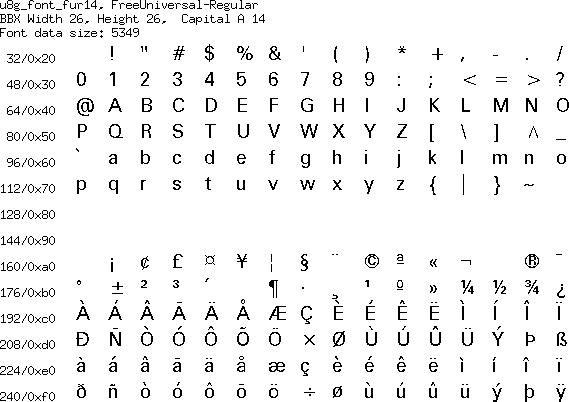 u8g_font_fur14, FreeUniversal-Regular
BBX Width 26, Height 26, Capital A 14
Font data size: 5349
32/0x20 ! " # $ % & ' ( ) * + , - . /
48/0x30 0 1 2 3 4 5 6 7 8 9 : ; < = > ?
64/0x40 @ A B C D E F G H I J K L M N O
80/0x50 P Q R S T U V W X Y Z [ \ ] ^ _
96/0x60 ` a b c d e f g h i j k l m n o
112/0x70 p q r s t u v w x y z { | } ~
128/0x80
144/0x90
160/0xa0 ¡ ¢ £ ¤ ¥ ¦ § ¨ © ª « ¬ ® ¯
176/0xb0 ° ± ² ³ ´ ¶ · ¸ ¹ º » ¼ ½ ¾ ¿
192/0xc0 À Á Â Ã Ä Å Æ Ç È É Ê Ë Ì Í Î Ï
208/0xd0 Ð Ñ Ò Ó Ô Õ Ö × Ø Ù Ú Û Ü Ý Þ ß
224/0xe0 à á â ã ä å æ ç è é ê ë ì í î ï
240/0xf0 ð ñ ò ó ô õ ö ÷ ø ù ú û ü ý þ ÿ